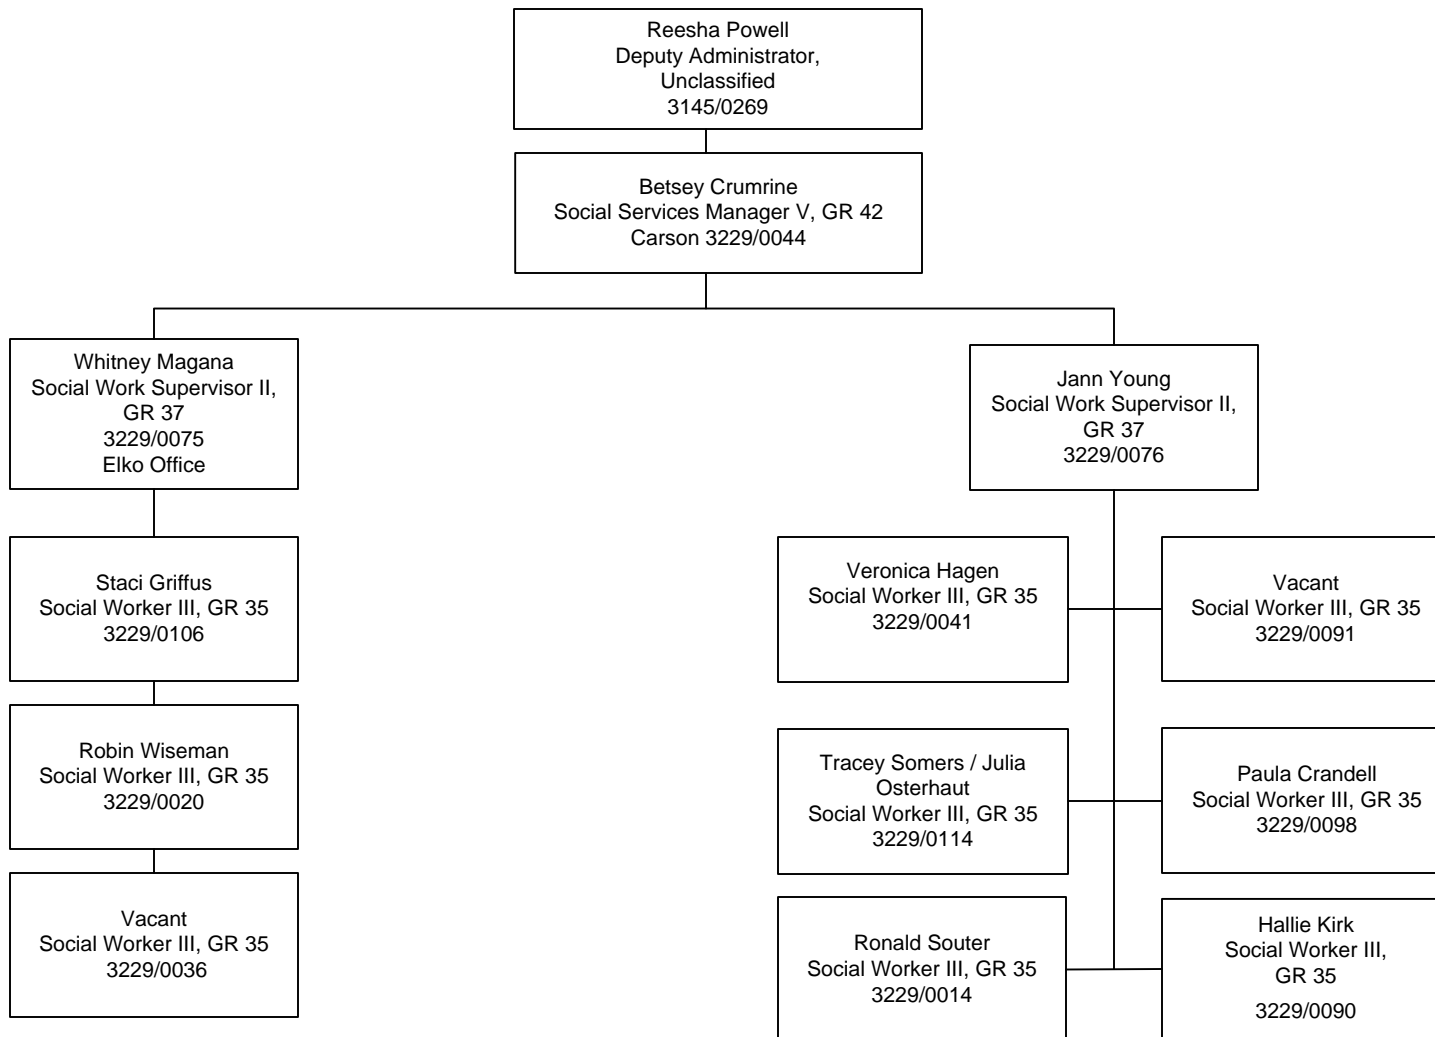 Reesha Powell
Deputy Administrator,
Unclassified
3145/0269
Betsey Crumrine
Social Services Manager V, GR 42
Carson 3229/0044
Whitney Magana
Social Work Supervisor II,
GR 37
3229/0075
Elko Office
Jann Young
Social Work Supervisor II,
GR 37
3229/0076
Staci Griffus
Social Worker III, GR 35
3229/0106
Robin Wiseman
Social Worker III, GR 35
3229/0020
Vacant
Social Worker III, GR 35
3229/0036
Veronica Hagen
Social Worker III, GR 35
3229/0041
Vacant
Social Worker III, GR 35
3229/0091
Tracey Somers / Julia
Osterhaut
Social Worker III, GR 35
3229/0114
Paula Crandell
Social Worker III, GR 35
3229/0098
Ronald Souter
Social Worker III, GR 35
3229/0014
Hallie Kirk
Social Worker III,
GR 35
3229/0090